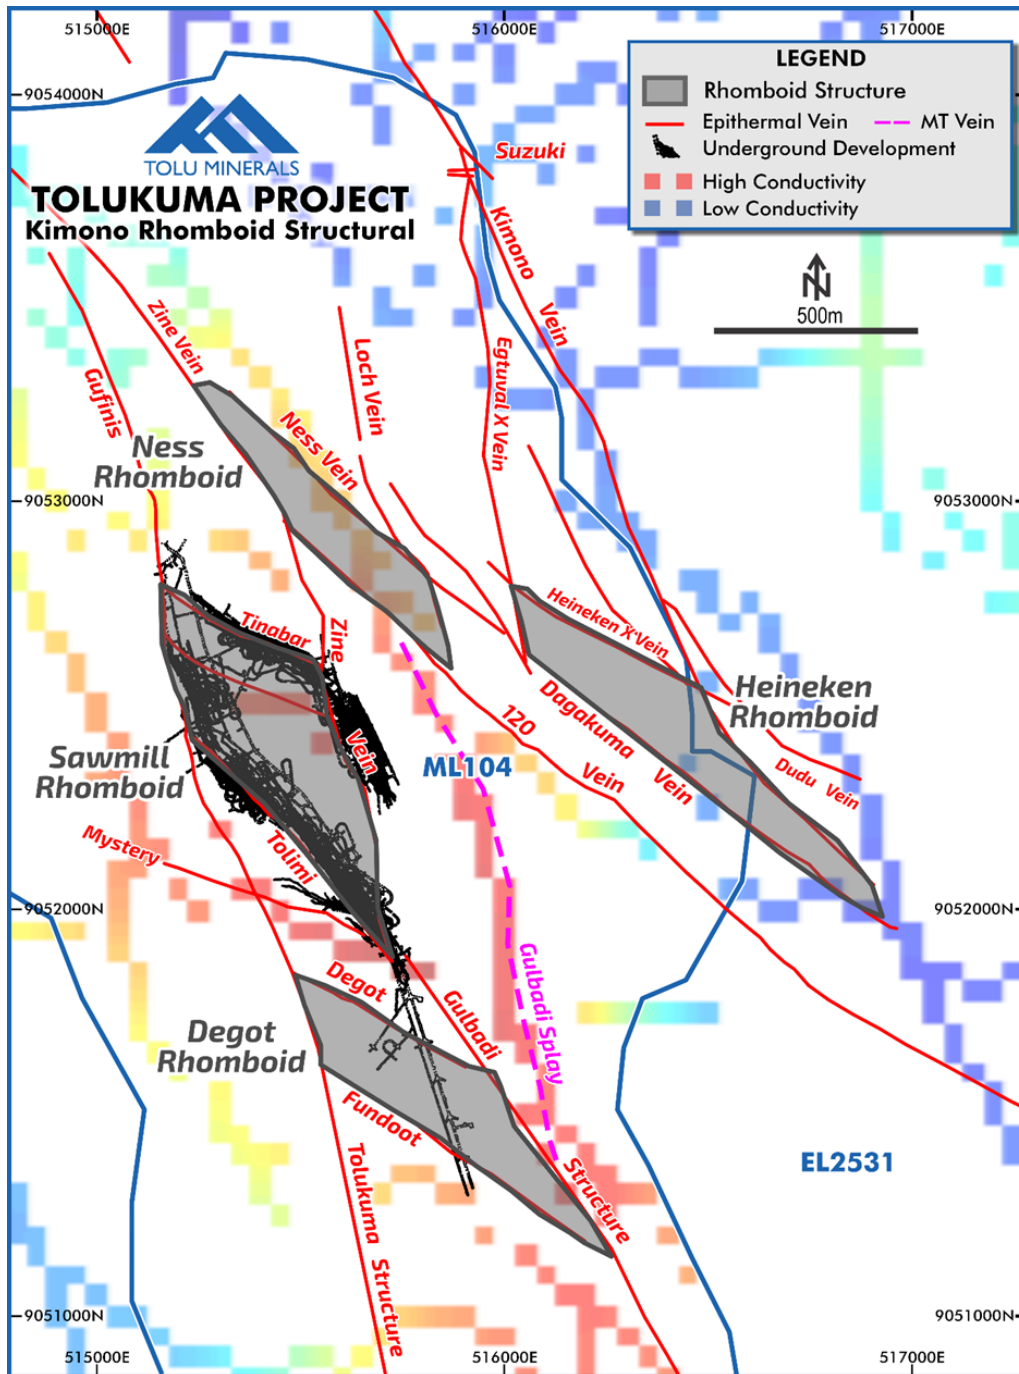 515000E
516000E
517000E
9054000N
LEGEND
Rhomboid Structure
Epithermal Vein
MT Vein
Underground Development
High Conductivity
Low Conductivity
TOLU MINERALS
TOLUKUMA PROJECT
Kimono Rhomboid Structural
Suzuki
Kimono Vein
N
500m
Zine Vein
Gufinis
Loch Vein
Egtuval X Vein
Ness Vein
Ness
Rhomboid
9053000N
9053000N
Heineken X Vein
Tinabar
Zine Vein
Heineken
Rhomboid
Dagakuma Vein
120 Vein
Sawmill
Rhomboid
ML104
Dudu Vein
Mystery
Tolimi
9052000N
9052000N
Degot
Gulbadi Structure
Gulbadi Splay
Degot
Rhomboid
Fundoot
Tolukuma Structure
EL2531
9051000N
9051000N
515000E
516000E
517000E